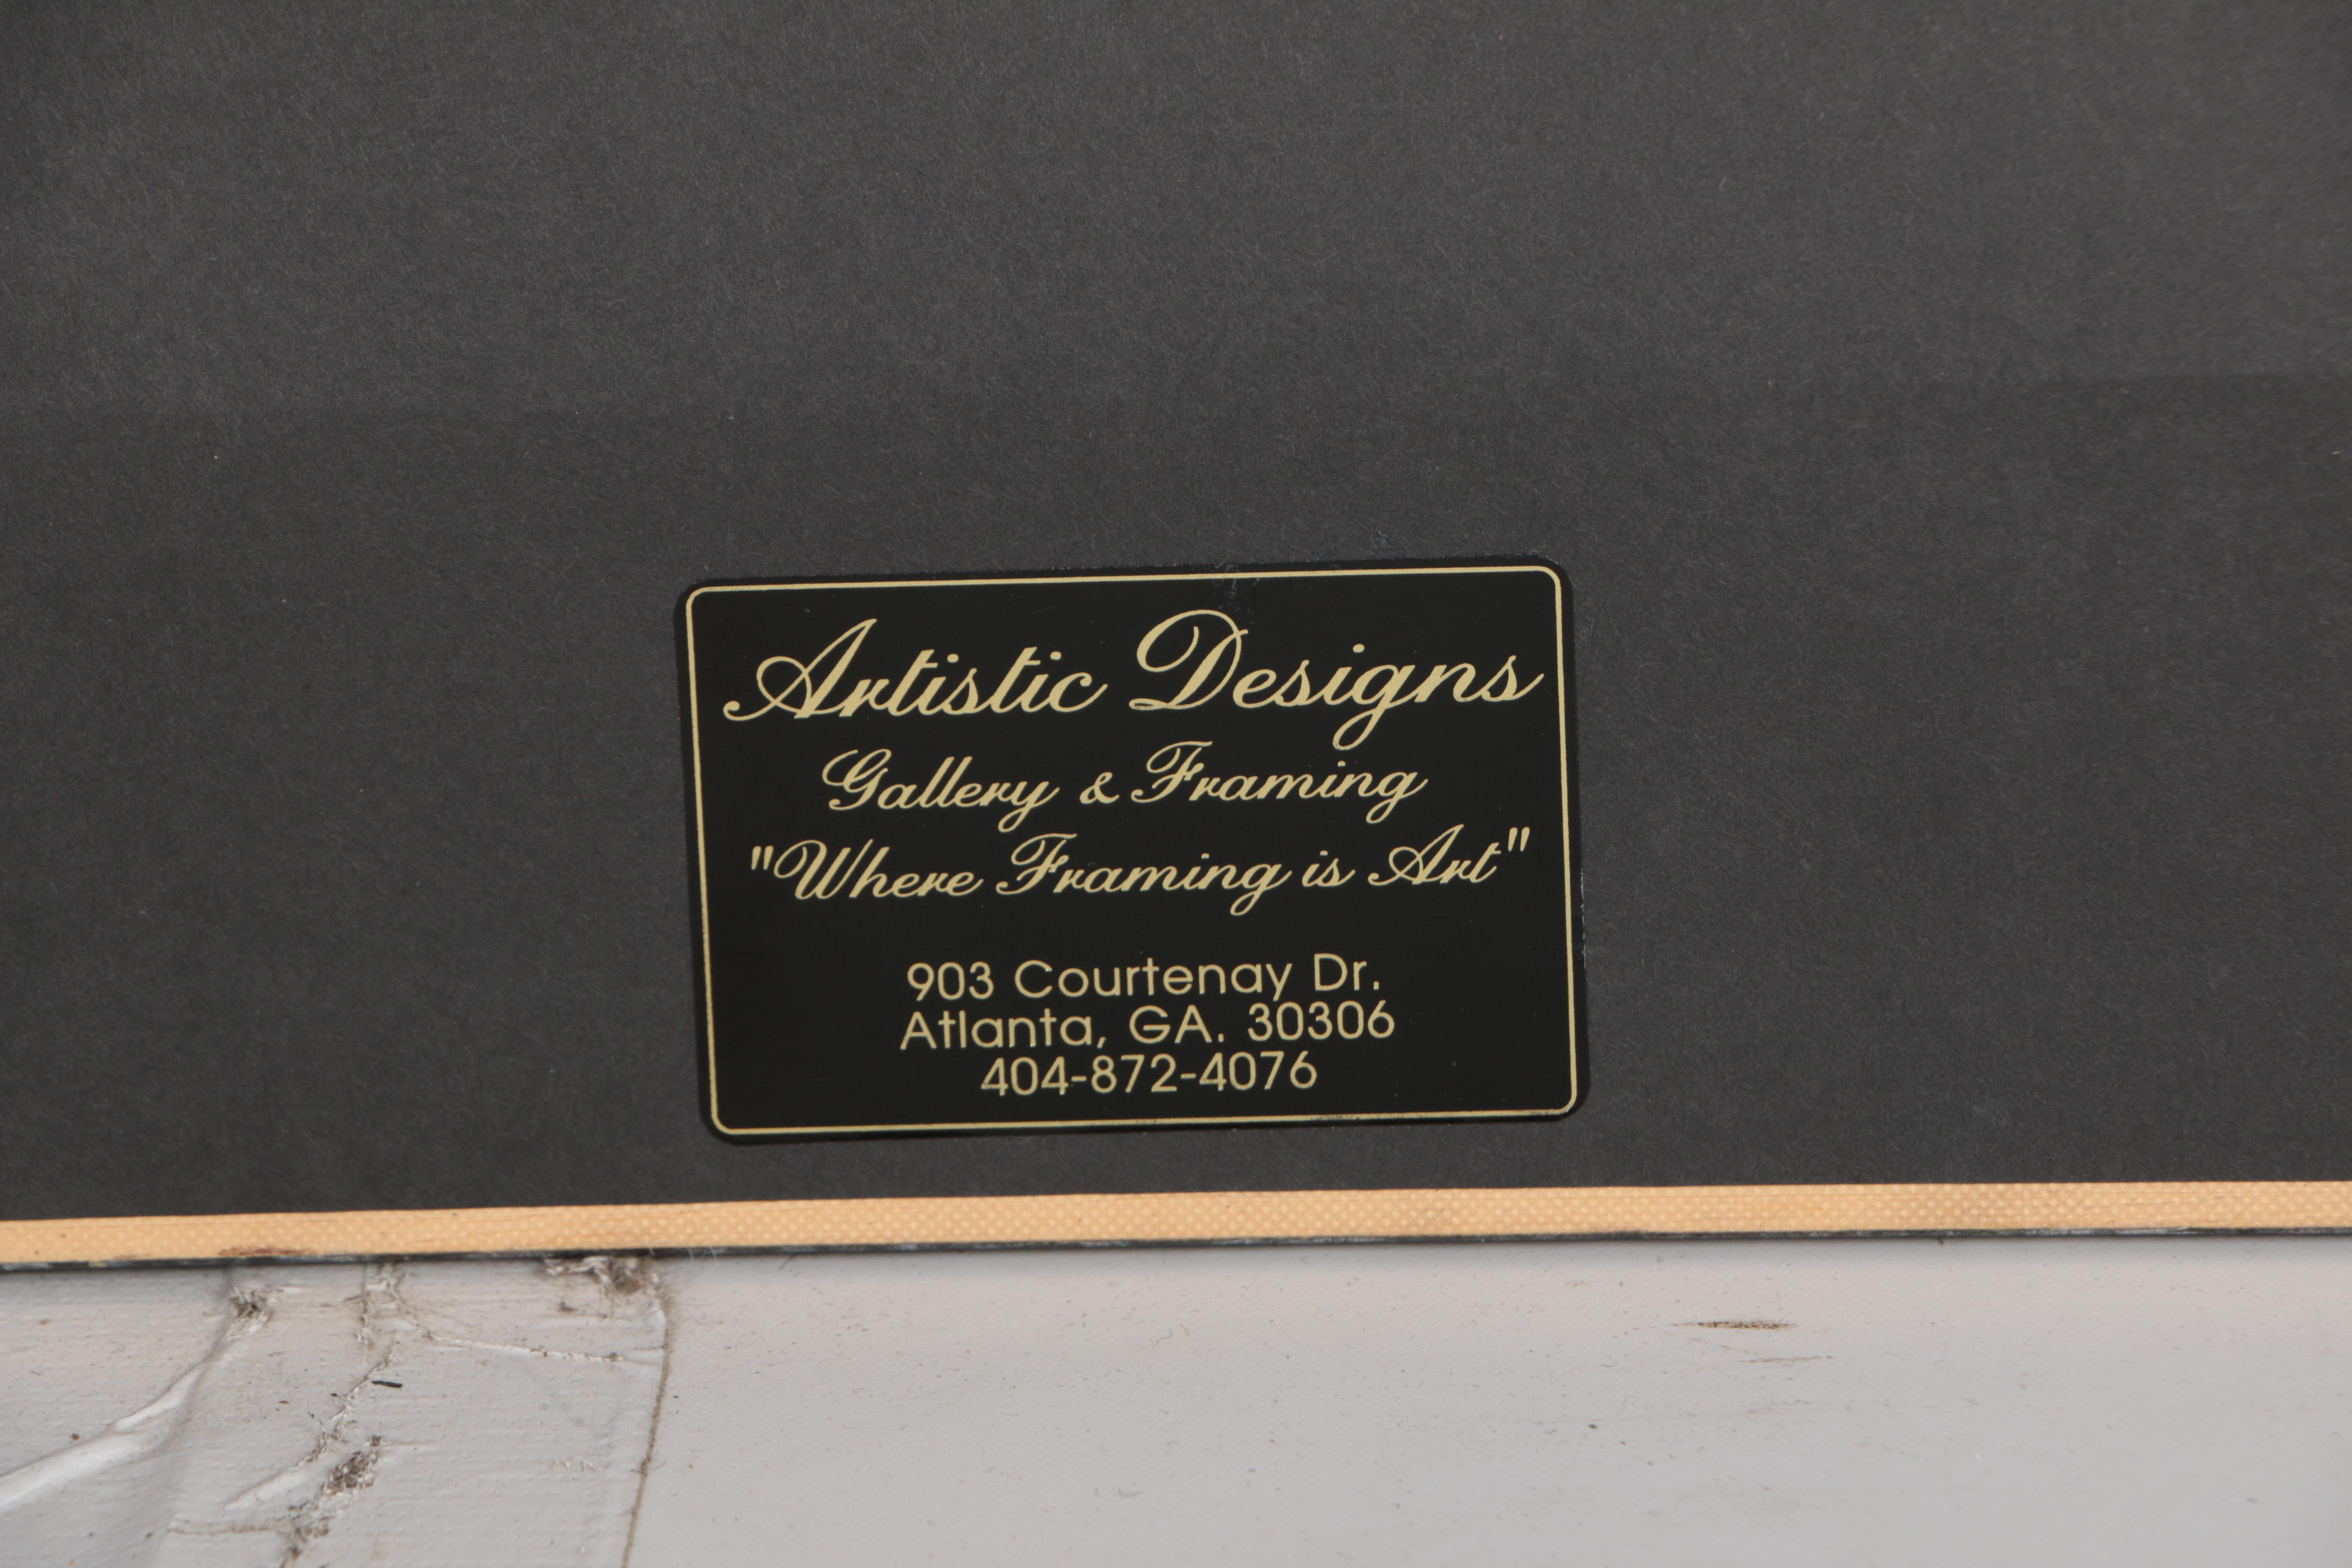 Artistic Designs
Gallery & Framing
"Where Framing is Art"
903 Courtenay Dr.
Atlanta, GA. 30306
404-872-4076